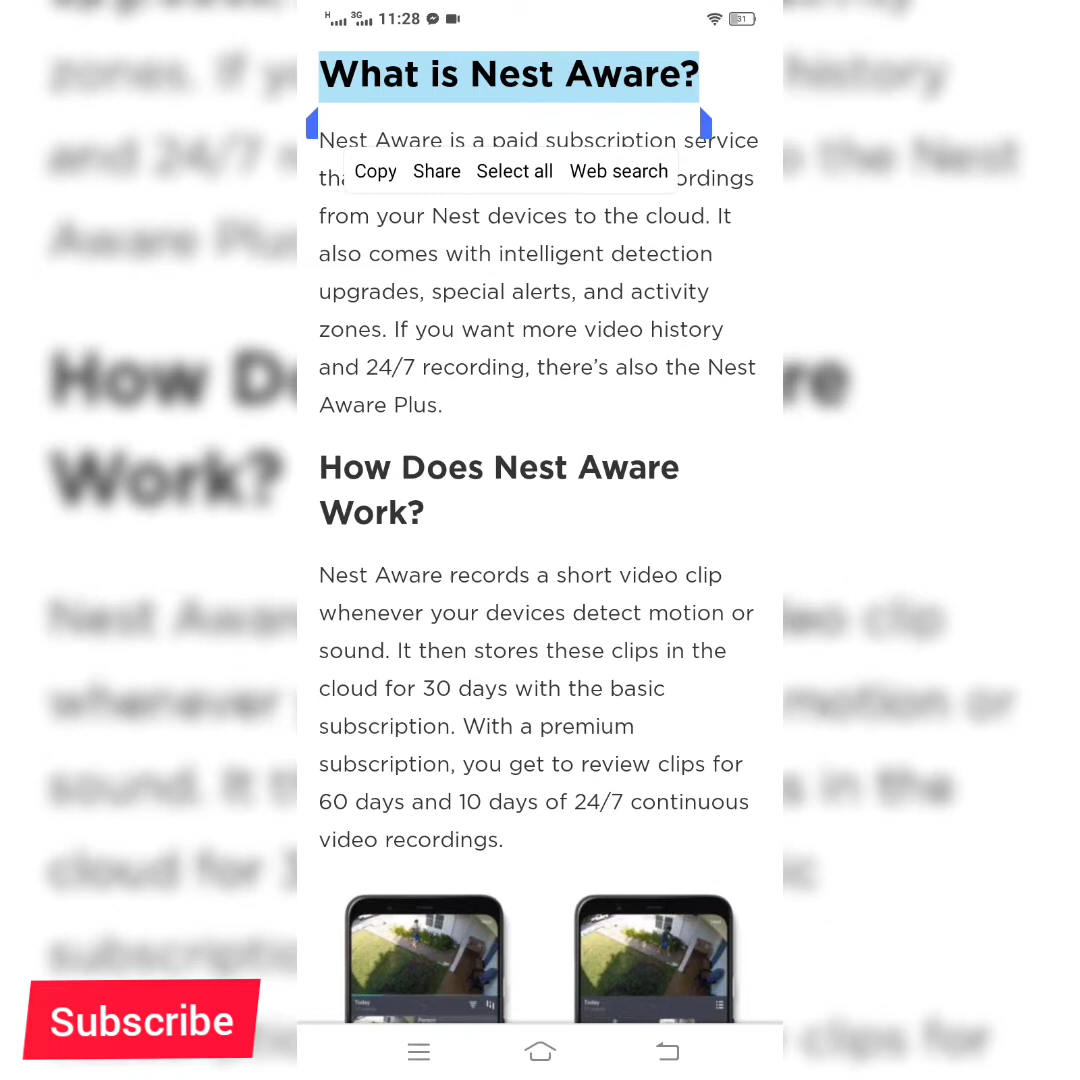 H 3G 11:28 31
What is Nest Aware?
Nest Aware is a paid subscription service
Copy Share Select all Web search
from your Nest devices to the cloud. It
also comes with intelligent detection
upgrades, special alerts, and activity
zones. If you want more video history
and 24/7 recording, there’s also the Nest
Aware Plus.
How Does Nest Aware
Work?
Nest Aware records a short video clip
whenever your devices detect motion or
sound. It then stores these clips in the
cloud for 30 days with the basic
subscription. With a premium
subscription, you get to review clips for
60 days and 10 days of 24/7 continuous
video recordings.
Today
Person
Today
Subscribe